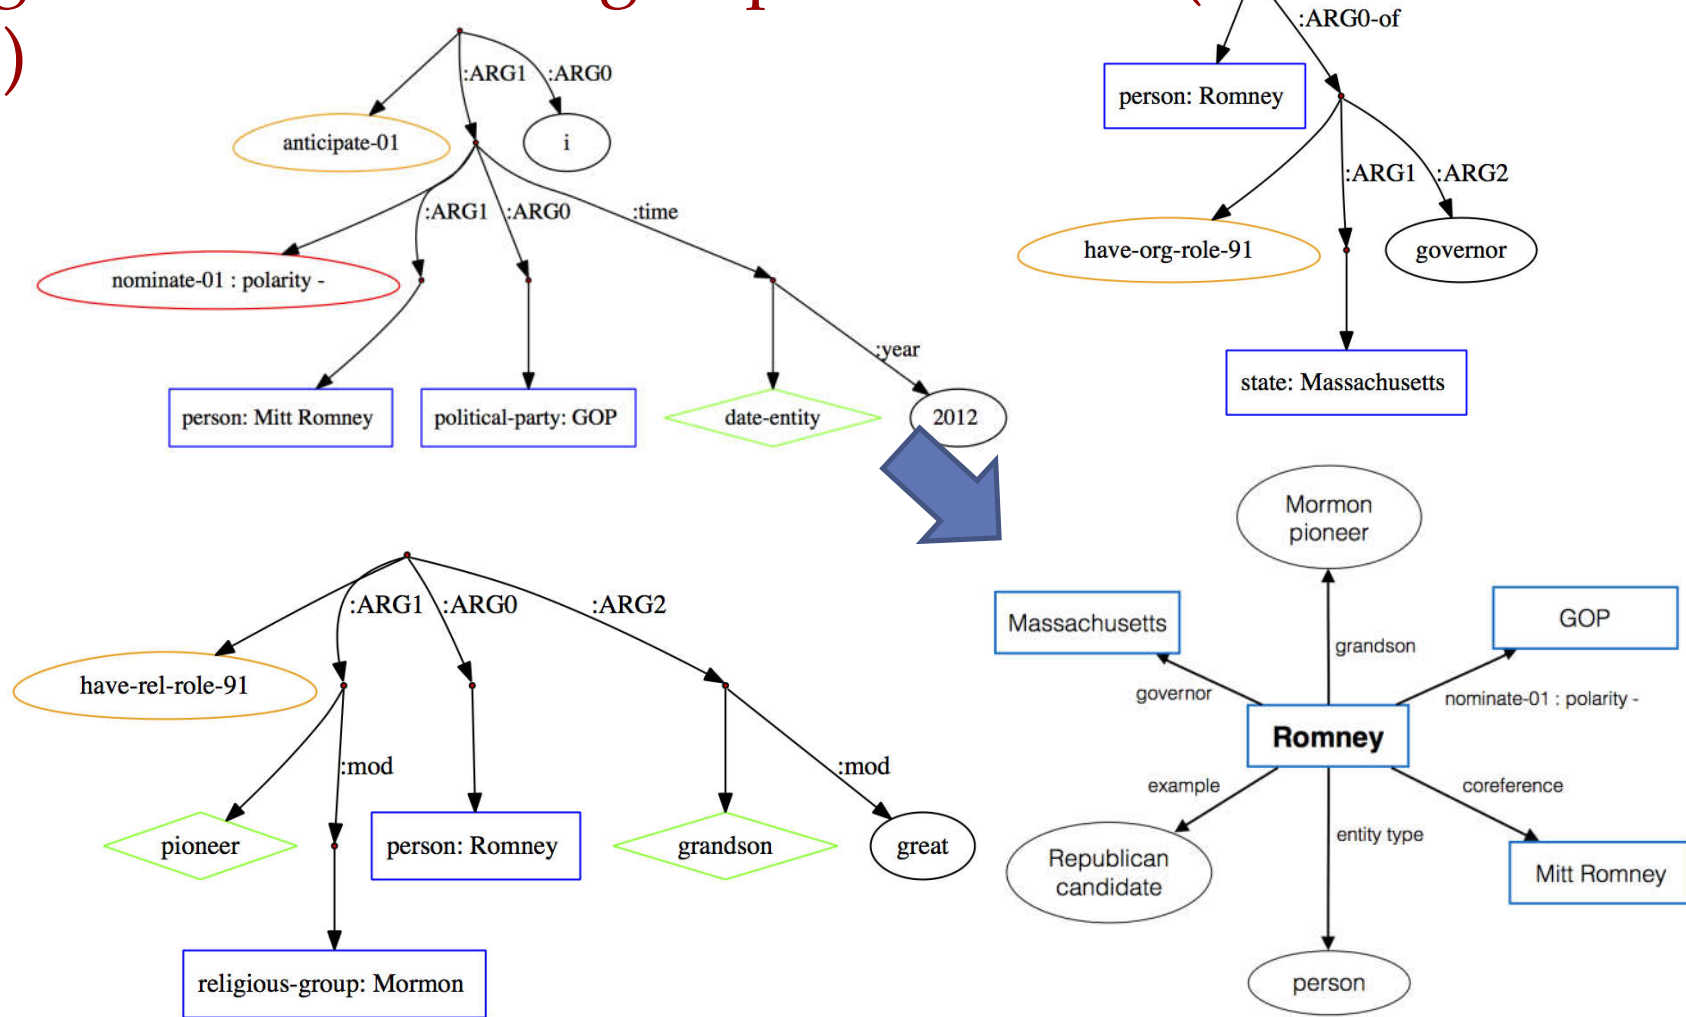 )
:ARG1
:ARG0
anticipate-01
i
:ARG1
:ARG0
:time
nominate-01 : polarity -
:year
person: Mitt Romney
political-party: GOP
date-entity
2012
:ARG0-of
person: Romney
:ARG1
:ARG2
have-org-role-91
governor
state: Massachusetts
:ARG1
:ARG0
:ARG2
have-rel-role-91
:mod
:mod
pioneer
person: Romney
grandson
great
religious-group: Mormon
Mormon
pioneer
Massachusetts
GOP
grandson
governor
nominate-01 : polarity -
Romney
example
coreference
entity type
Republican
candidate
Mitt Romney
person